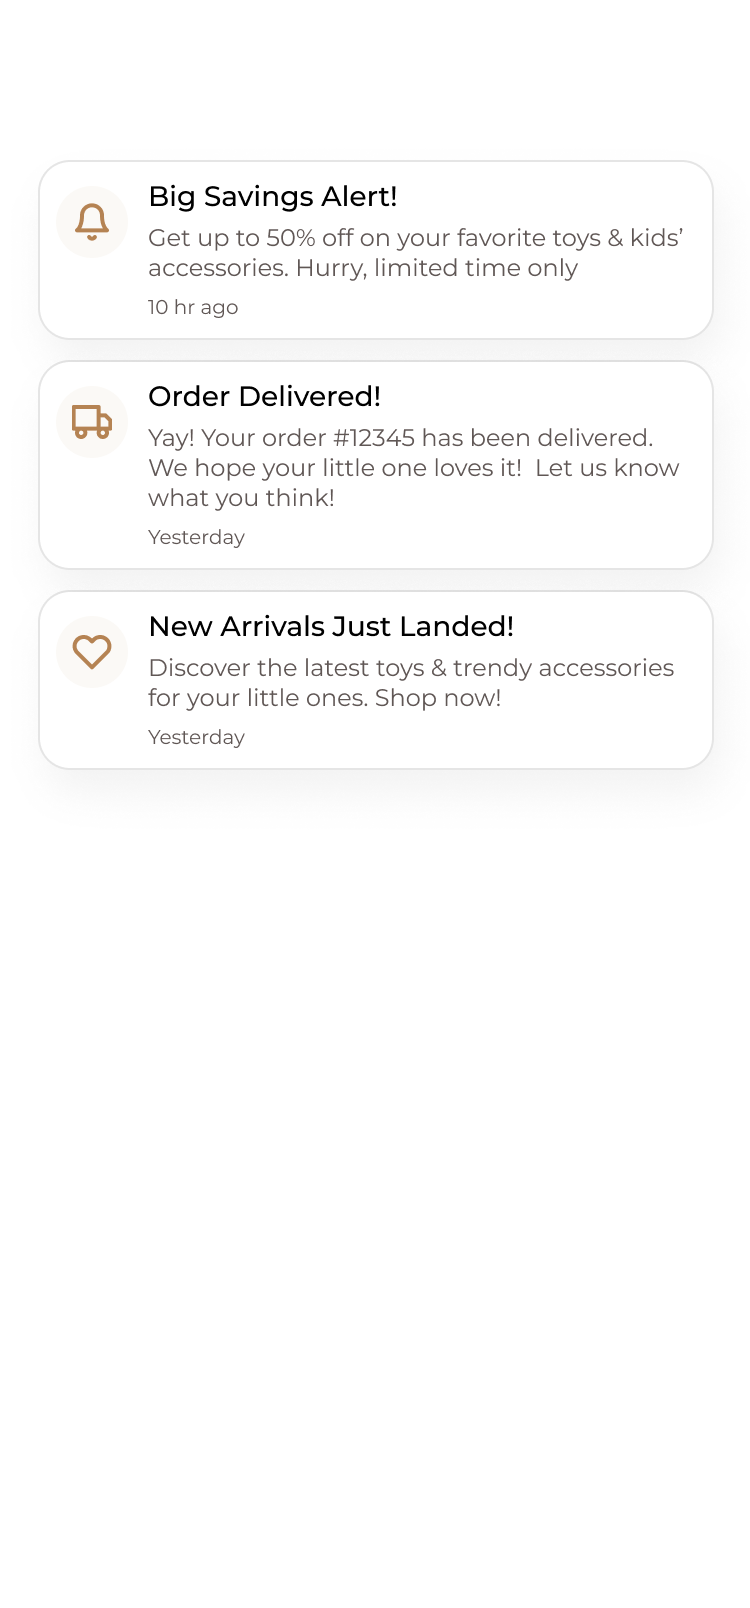 Big Savings Alert!
Get up to 50% off on your favorite toys & kids’
accessories. Hurry, limited time only
10 hr ago
Order Delivered!
Yay! Your order #12345 has been delivered.
We hope your little one loves it!  Let us know
what you think!
Yesterday
New Arrivals Just Landed!
Discover the latest toys & trendy accessories
for your little ones. Shop now!
Yesterday